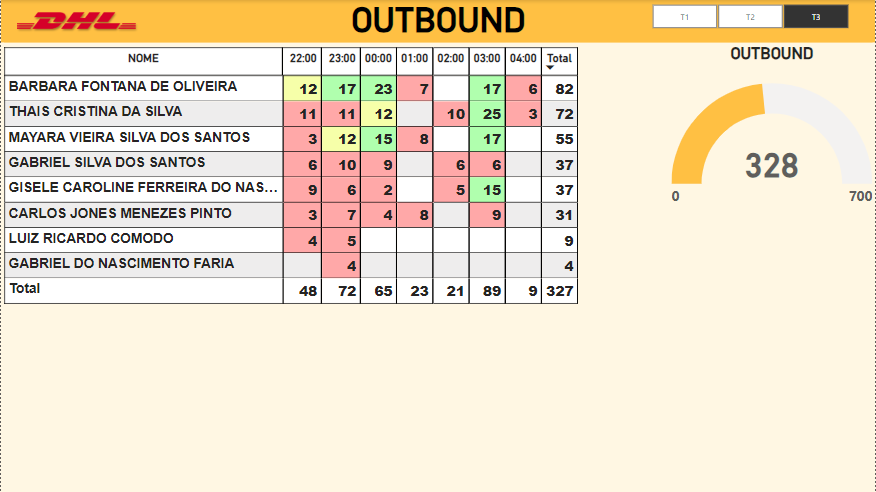 DHL
OUTBOUND
T1 T2 T3
NOME 22:00 23:00 00:00 01:00 02:00 03:00 04:00 Total
BARBARA FONTANA DE OLIVEIRA 12 17 23 7 17 6 82
THAIS CRISTINA DA SILVA 11 11 12 10 25 3 72
MAYARA VIEIRA SILVA DOS SANTOS 3 12 15 8 17 55
GABRIEL SILVA DOS SANTOS 6 10 9 6 6 37
GISELE CAROLINE FERREIRA DO NAS... 9 6 2 5 15 37
CARLOS JONES MENEZES PINTO 3 7 4 8 9 31
LUIZ RICARDO COMODO 4 5 9
GABRIEL DO NASCIMENTO FARIA 4 4
Total 48 72 65 23 21 89 9 327
OUTBOUND
328
0 700